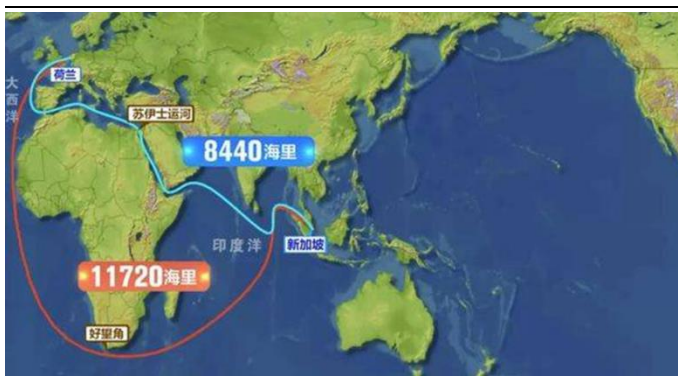 荷兰
大西洋
苏伊士运河
8440海里
印度洋
新加坡
11720海里
好望角